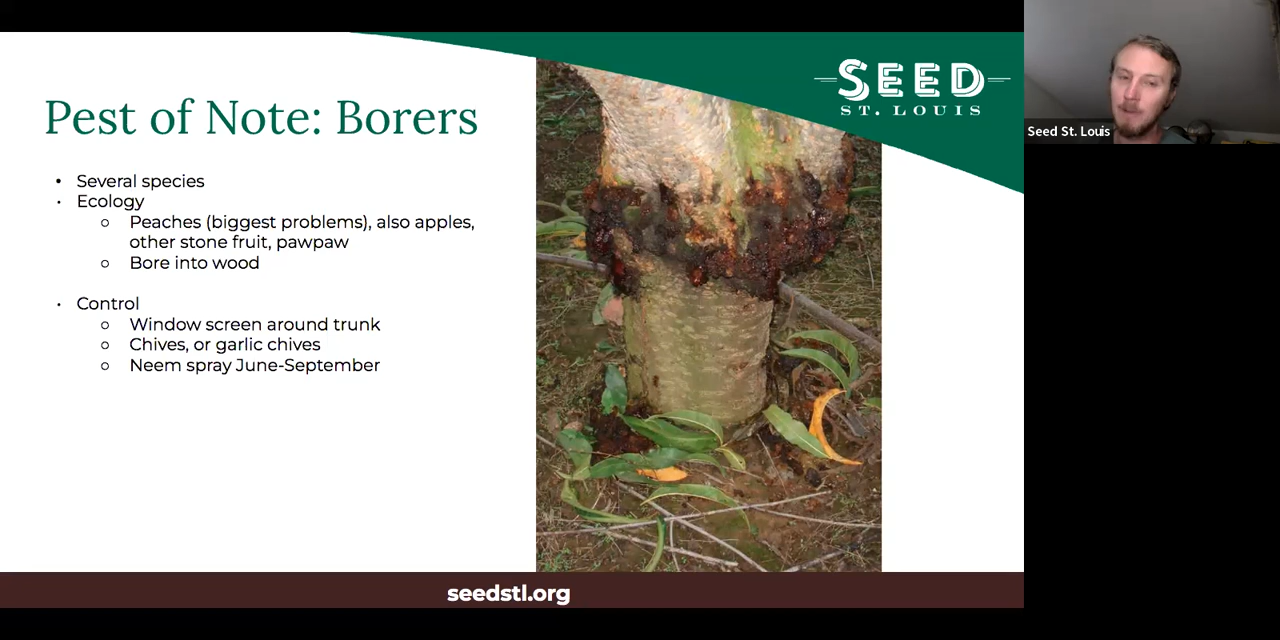 SEED
ST. LOUIS
Seed St. Louis
Pest of Note: Borers
• Several species
· Ecology
○ Peaches (biggest problems), also apples,
other stone fruit, pawpaw
○ Bore into wood
· Control
○ Window screen around trunk
○ Chives, or garlic chives
○ Neem spray June-September
seedstl.org